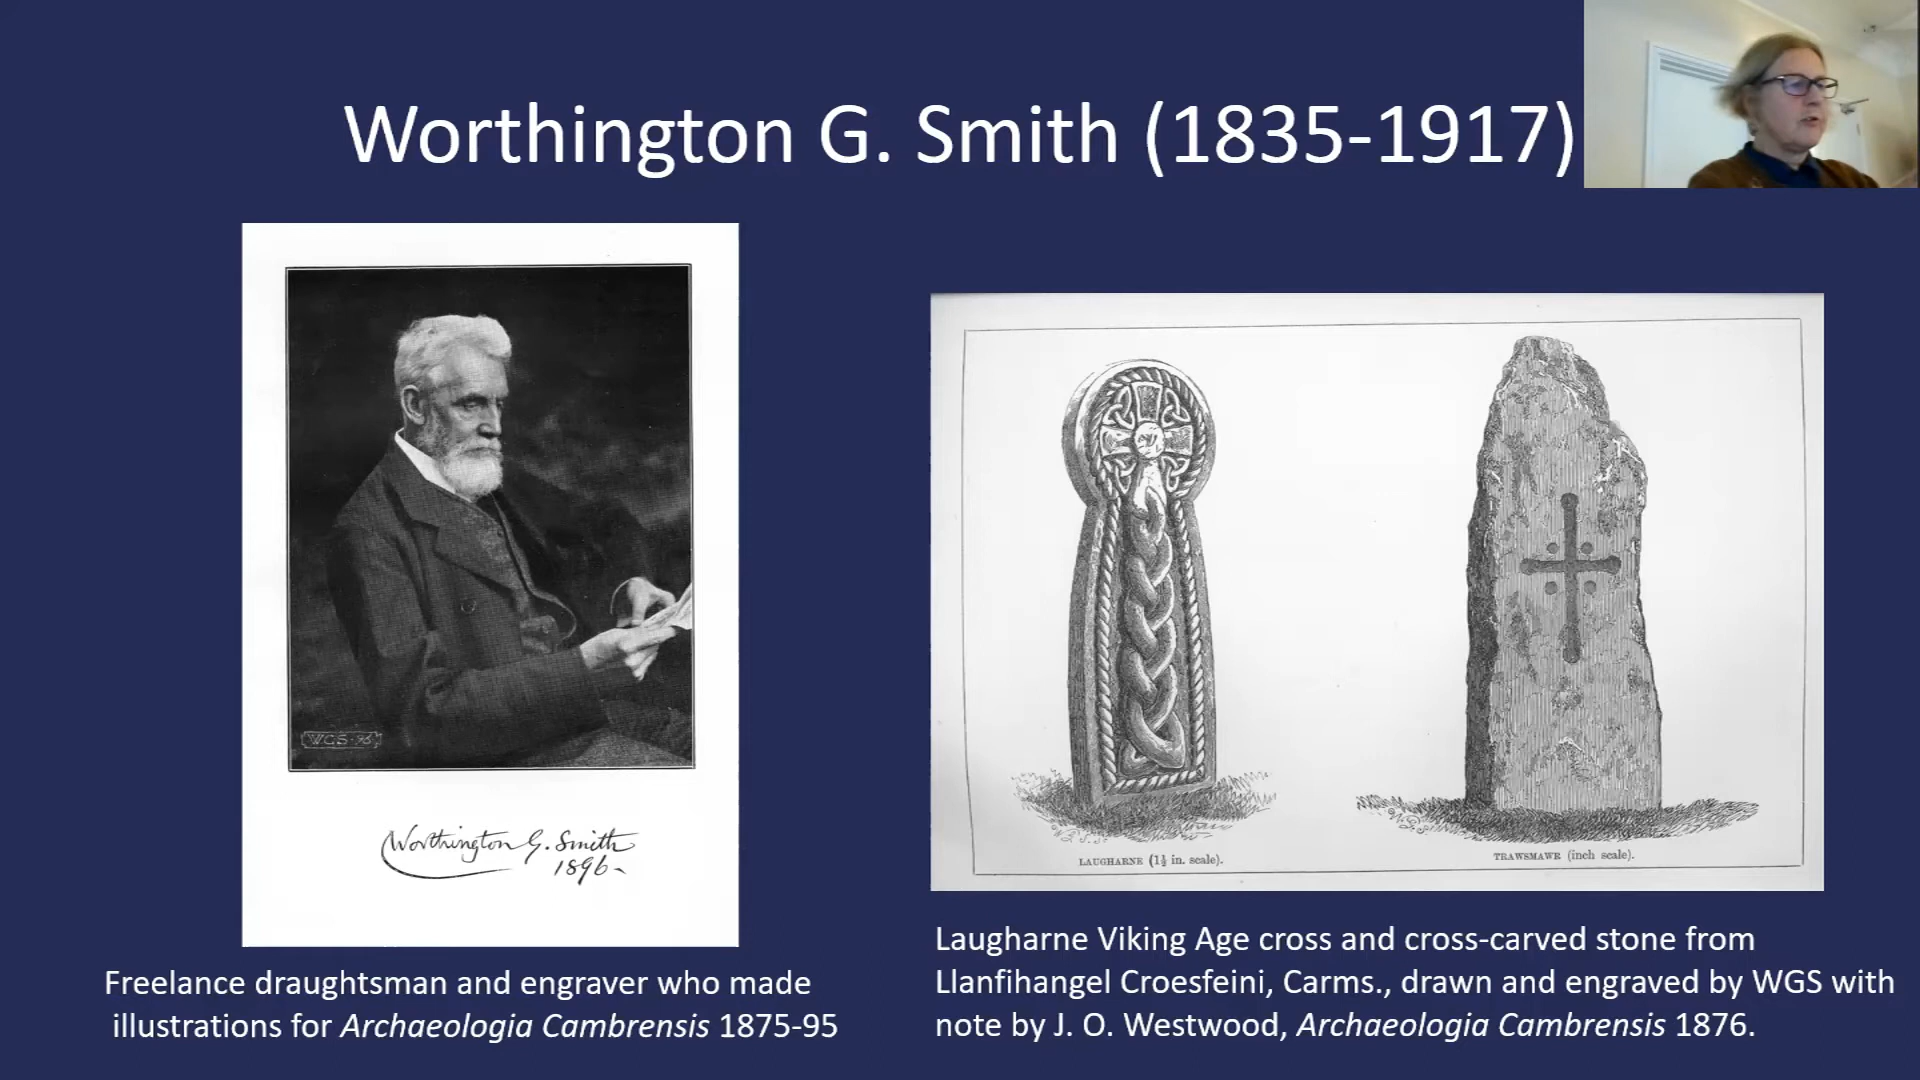 Worthington G. Smith (1835-1917)
WGS·96
Worthington G. Smith
1896-
Freelance draughtsman and engraver who made
illustrations for Archaeologia Cambrensis 1875-95
W.G.S.
LAUGHARNE (1½ in. scale).
W.G.S.
TRAWSMAWR (inch scale).
Laugharne Viking Age cross and cross-carved stone from
Llanfihangel Croesfeini, Carms., drawn and engraved by WGS with
note by J. O. Westwood, Archaeologia Cambrensis 1876.